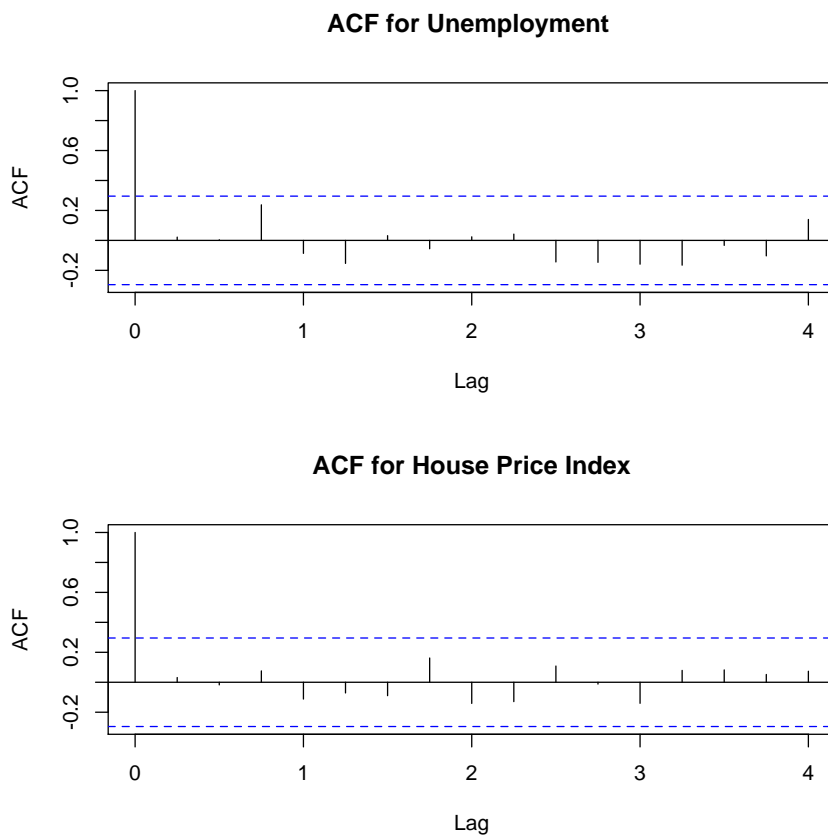 ACF for Unemployment
ACF
1.0
0.6
0.2
-0.2
0 1 2 3 4
Lag
ACF for House Price Index
ACF
1.0
0.6
0.2
-0.2
0 1 2 3 4
Lag